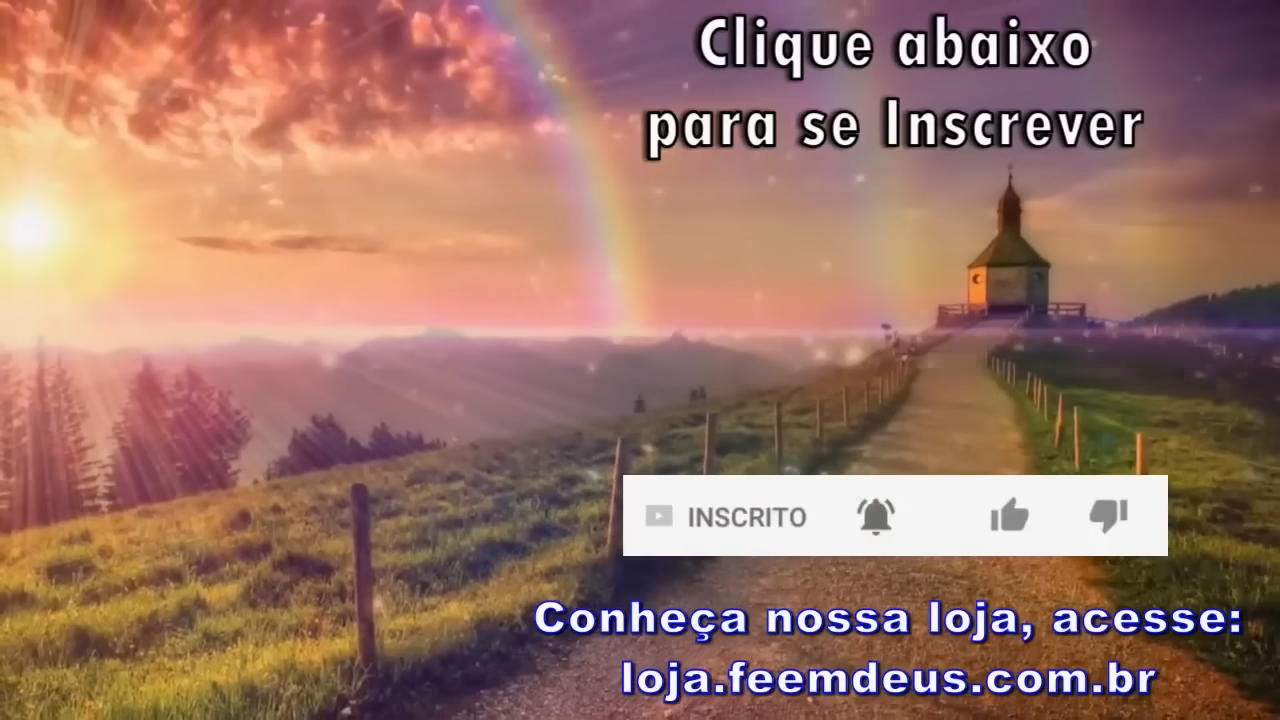 Clique abaixo
para se Inscrever
INSCRITO
Conheça nossa loja, acesse:
loja.feemdeus.com.br